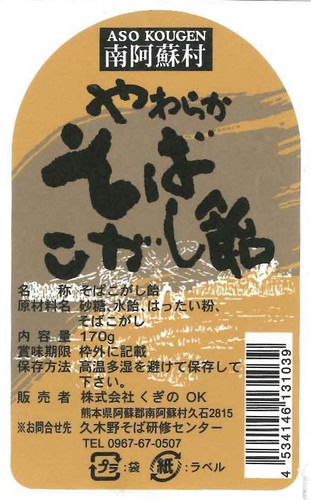 ASO KOUGEN
南阿蘇村
やわらか
そば
こがし飴
名 称 そばこがし飴
原材料名 砂糖、水飴、はったい粉、
そばこがし
内容量 170g
賞味期限 枠外に記載
保存方法 高温多湿を避けて保存して
下さい。
販売者 株式会社くぎの OK
熊本県阿蘇郡南阿蘇村久石2815
※お問合せ先 久木野そば研修センター
TEL 0967-67-0507
プラ:袋 紙:ラベル
4534146131039